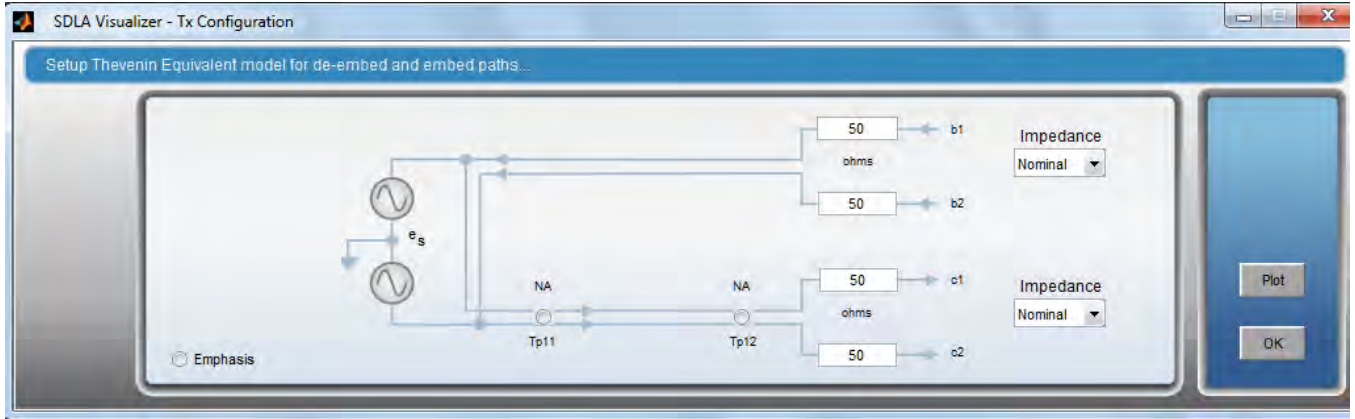 SDLA Visualizer - Tx Configuration
Setup Thevenin Equivalent model for de-embed and embed paths...
50 b1
ohms
50 b2
Impedance
Nominal
es
NA NA
Tp11 Tp12
50 c1
ohms
50 c2
Impedance
Nominal
Emphasis
Plot
OK